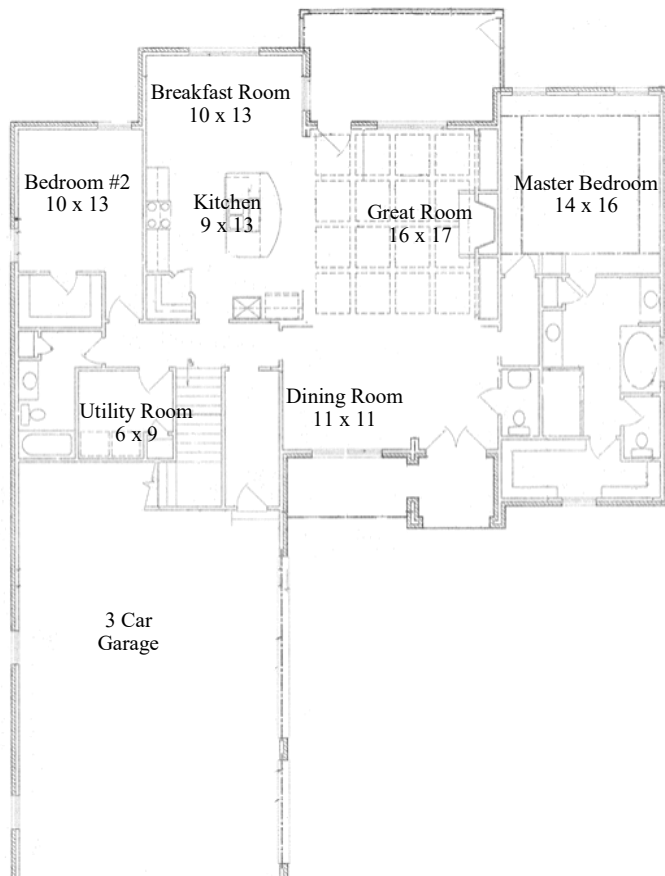 Breakfast Room
10 x 13
Bedroom #2
10 x 13
Kitchen
9 x 13
Great Room
16 x 17
Master Bedroom
14 x 16
Utility Room
6 x 9
Dining Room
11 x 11
3 Car
Garage